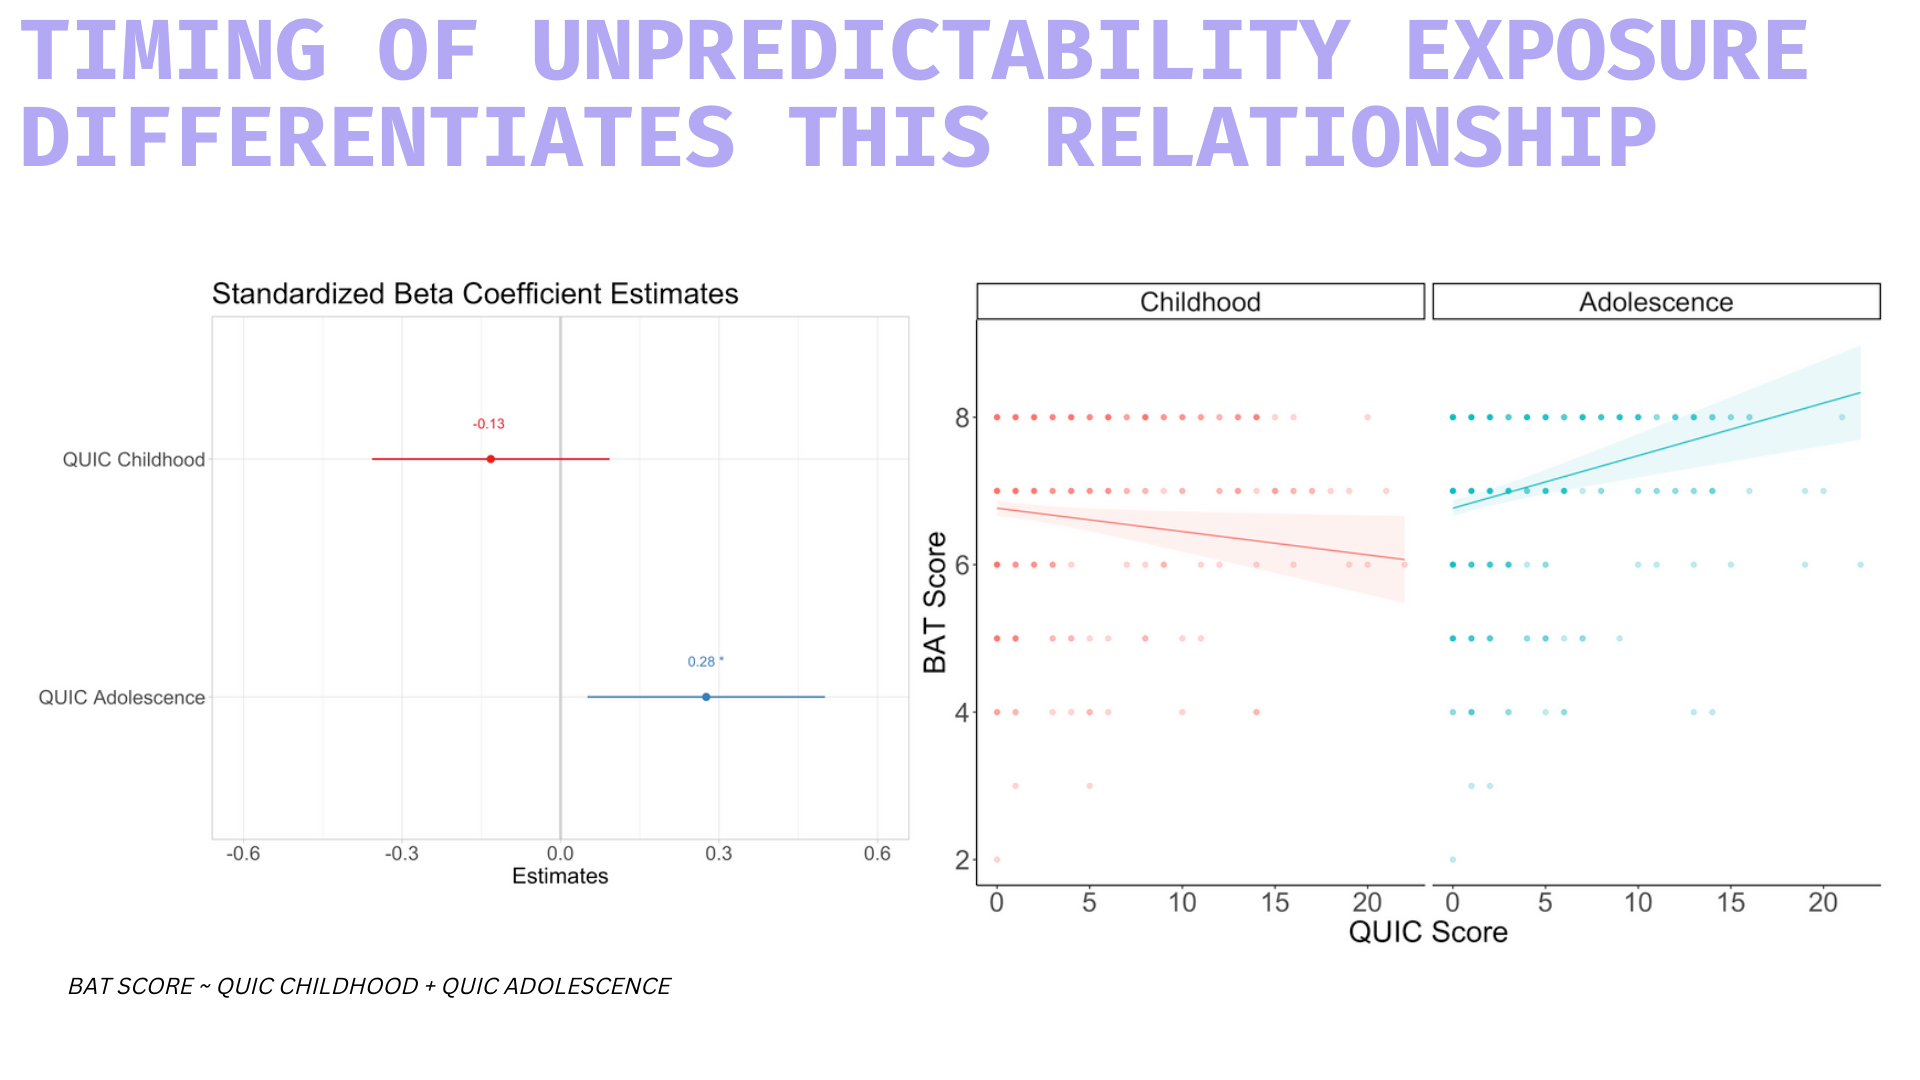 TIMING OF UNPREDICTABILITY EXPOSURE
DIFFERENTIATES THIS RELATIONSHIP
Standardized Beta Coefficient Estimates
-0.13
QUIC Childhood
0.28 *
QUIC Adolescence
-0.6 -0.3 0.0 0.3 0.6
Estimates
Childhood Adolescence
8
6
4
2
BAT Score
0 5 10 15 20 0 5 10 15 20
QUIC Score
BAT SCORE ~ QUIC CHILDHOOD + QUIC ADOLESCENCE